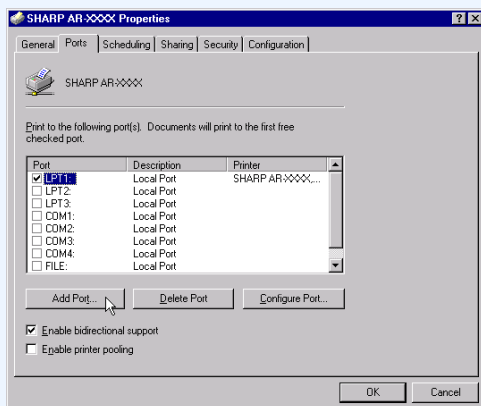 SHARP AR-XXXX Properties
General Ports Scheduling Sharing Security Configuration
SHARP AR-XXXX
Print to the following port(s). Documents will print to the first free
checked port.
Port Description Printer
LPT1: Local Port SHARP AR-XXXX,...
LPT2: Local Port
LPT3: Local Port
COM1: Local Port
COM2: Local Port
COM3: Local Port
COM4: Local Port
FILE: Local Port
Add Port... Delete Port Configure Port...
Enable bidirectional support
Enable printer pooling
OK Cancel